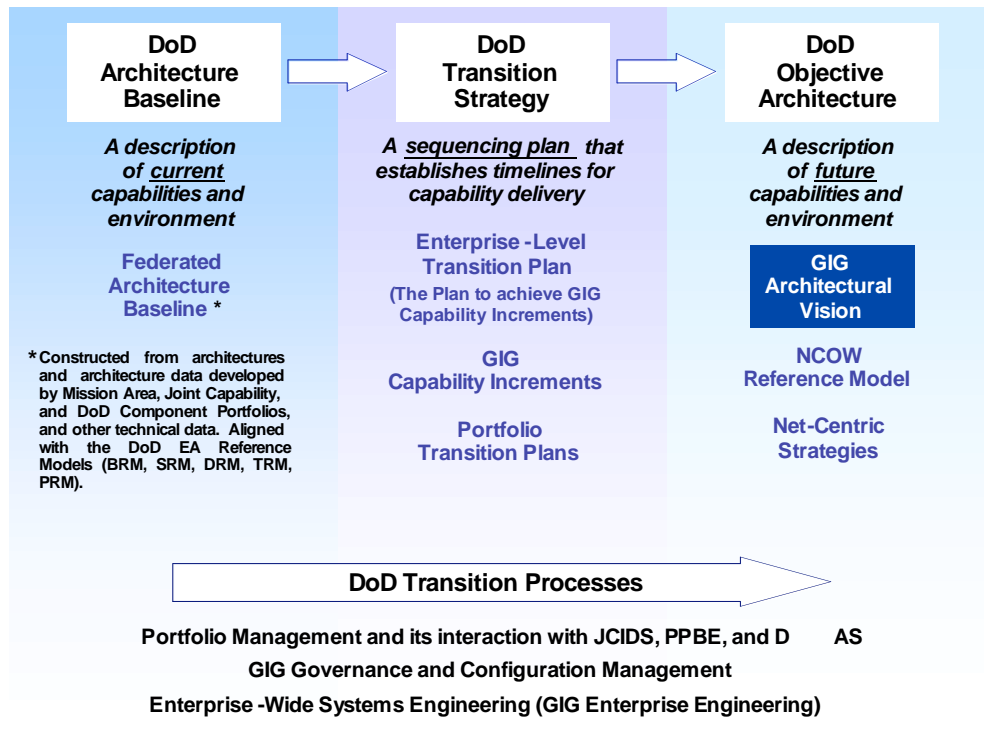 DoD
Architecture
Baseline
A description
of current
capabilities and
environment
Federated
Architecture
Baseline *
* Constructed from architectures
and architecture data developed
by Mission Area, Joint Capability,
and DoD Component Portfolios,
and other technical data. Aligned
with the DoD EA Reference
Models (BRM, SRM, DRM, TRM,
PRM).
DoD
Transition
Strategy
A sequencing plan that
establishes timelines for
capability delivery
Enterprise -Level
Transition Plan
(The Plan to achieve GIG
Capability Increments)
GIG
Capability Increments
Portfolio
Transition Plans
DoD
Objective
Architecture
A description
of future
capabilities and
environment
GIG
Architectural
Vision
NCOW
Reference Model
Net-Centric
Strategies
DoD Transition Processes
Portfolio Management and its interaction with JCIDS, PPBE, and D AS
GIG Governance and Configuration Management
Enterprise -Wide Systems Engineering (GIG Enterprise Engineering)